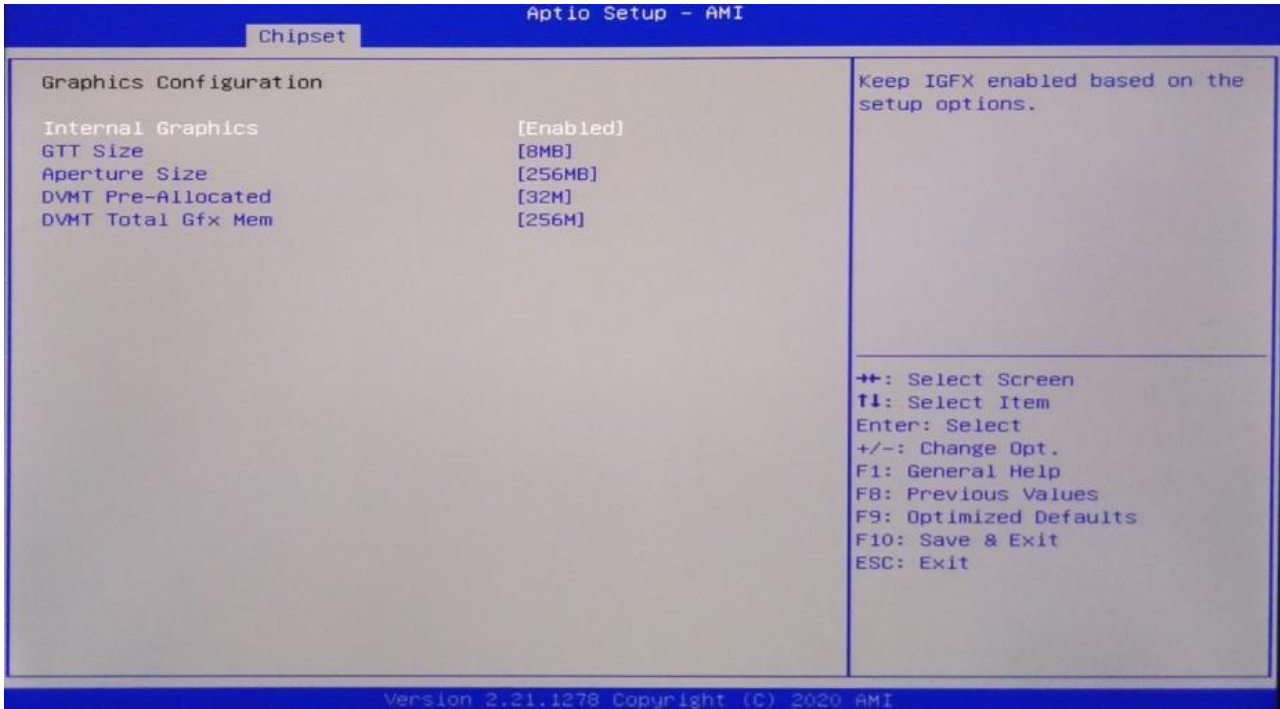 Aptio Setup - AMI
Chipset
Graphics Configuration
Internal Graphics [Enabled]
GTT Size [8MB]
Aperture Size [256MB]
DVMT Pre-Allocated [32M]
DVMT Total Gfx Mem [256M]
Keep IGFX enabled based on the
setup options.
→←: Select Screen
↑↓: Select Item
Enter: Select
+/-: Change Opt.
F1: General Help
F8: Previous Values
F9: Optimized Defaults
F10: Save & Exit
ESC: Exit
Version 2.21.1278 Copyright (C) 2020 AMI